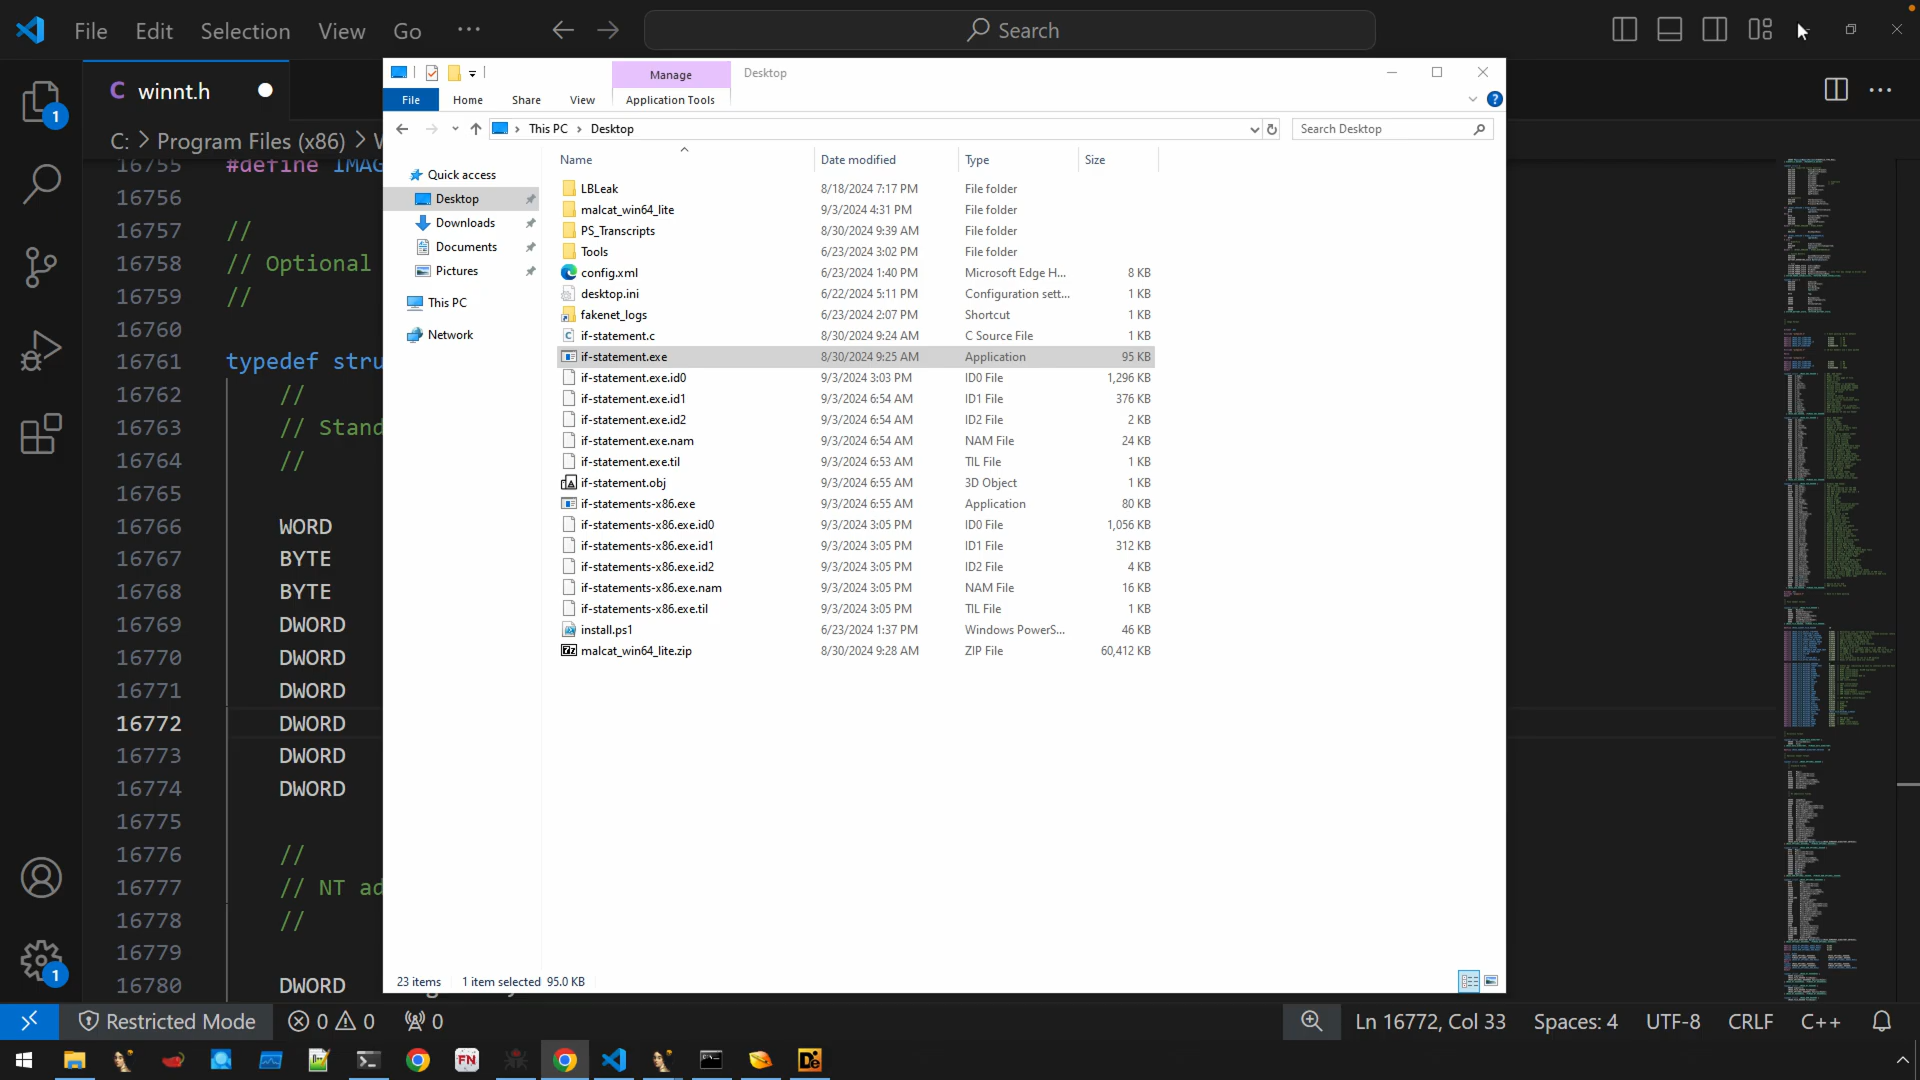 File Edit Selection View Go ··· Search
winnt.h
C: > Program Files (x86) > W
Manage Desktop
File Home Share View Application Tools
This PC > Desktop
Search Desktop
Name Date modified Type Size
Quick access
Desktop
Downloads
Documents
Pictures
This PC
Network
LBLeak 8/18/2024 7:17 PM File folder
malcat_win64_lite 9/3/2024 4:31 PM File folder
PS_Transcripts 8/30/2024 9:39 AM File folder
Tools 6/23/2024 3:02 PM File folder
config.xml 6/23/2024 1:40 PM Microsoft Edge H... 8 KB
desktop.ini 6/22/2024 5:11 PM Configuration sett... 1 KB
fakenet_logs 6/23/2024 2:07 PM Shortcut 1 KB
if-statement.c 8/30/2024 9:24 AM C Source File 1 KB
if-statement.exe 8/30/2024 9:25 AM Application 95 KB
if-statement.exe.id0 9/3/2024 3:03 PM ID0 File 1,296 KB
if-statement.exe.id1 9/3/2024 6:54 AM ID1 File 376 KB
if-statement.exe.id2 9/3/2024 6:54 AM ID2 File 2 KB
if-statement.exe.nam 9/3/2024 6:54 AM NAM File 24 KB
if-statement.exe.til 9/3/2024 6:53 AM TIL File 1 KB
if-statement.obj 9/3/2024 6:55 AM 3D Object 1 KB
if-statements-x86.exe 9/3/2024 6:55 AM Application 80 KB
if-statements-x86.exe.id0 9/3/2024 3:05 PM ID0 File 1,056 KB
if-statements-x86.exe.id1 9/3/2024 3:05 PM ID1 File 312 KB
if-statements-x86.exe.id2 9/3/2024 3:05 PM ID2 File 4 KB
if-statements-x86.exe.nam 9/3/2024 3:05 PM NAM File 16 KB
if-statements-x86.exe.til 9/3/2024 3:05 PM TIL File 1 KB
install.ps1 6/23/2024 1:37 PM Windows PowerS... 46 KB
malcat_win64_lite.zip 8/30/2024 9:28 AM ZIP File 60,412 KB
23 items 1 item selected 95.0 KB
16755 #define IMAG
16756
16757 //
16758 // Optional
16759 //
16760
16761 typedef stru
16762 //
16763 // Stand
16764 //
16765
16766 WORD
16767 BYTE
16768 BYTE
16769 DWORD
16770 DWORD
16771 DWORD
16772 DWORD
16773 DWORD
16774 DWORD
16775
16776 //
16777 // NT ad
16778 //
16779
16780 DWORD
1
1
Restricted Mode 0 0 0 Ln 16772, Col 33 Spaces: 4 UTF-8 CRLF C++
FN
De